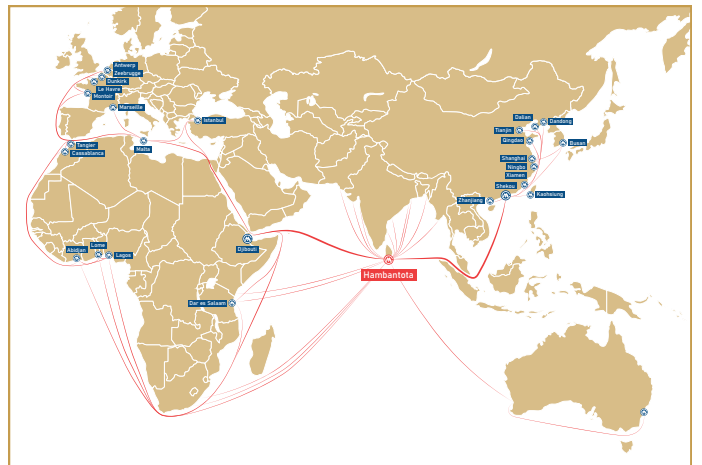 Antwerp
Zeebrugge
Dunkirk
Le Havre
Montoir
Marseille
Istanbul
Malta
Tangier
Cassablanca
Dalian
Dandong
Tianjin
Qingdao
Busan
Shanghai
Ningbo
Xiamen
Shekou
Kaohsiung
Zhanjiang
Abidjan
Lome
Lagos
Djibouti
Hambantota
Dar es Salaam